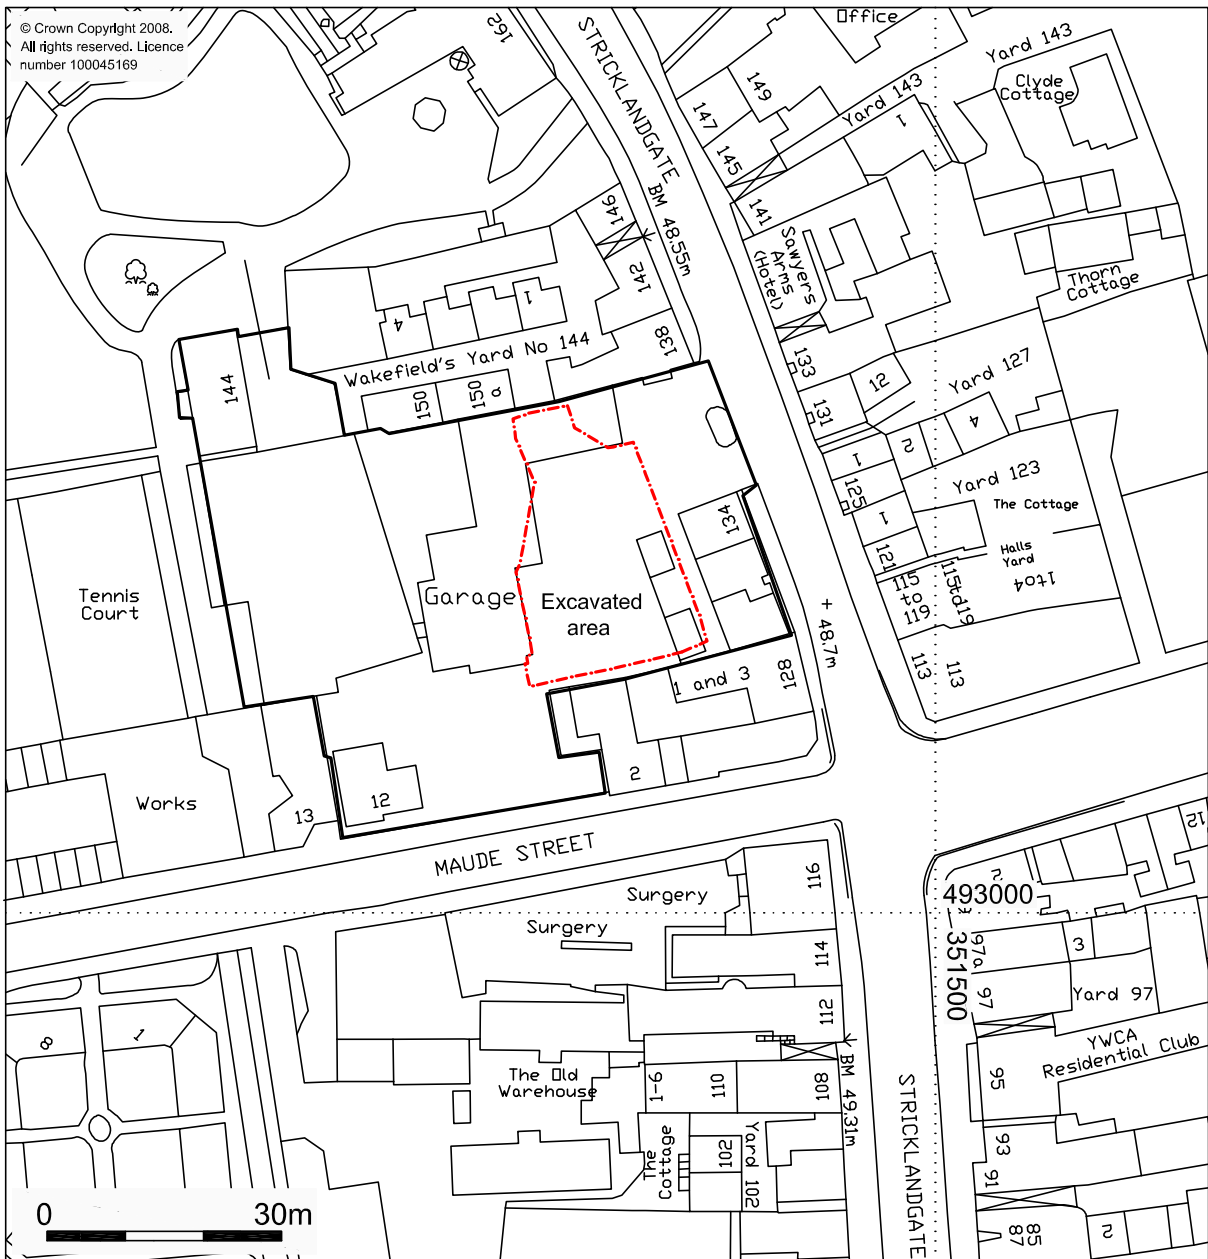 © Crown Copyright 2008.
All rights reserved. Licence
number 100045169
162
STRICKLANDGATE
Office
Yard 143
Clyde
Cottage
149
147
145
Yard 143
1
141
Sawyers
Arms
(Hotel)
BM 48.55m
146
142
138
Thorn
Cottage
4
1
Wakefield's Yard No 144
144
150
150
a
133
12
Yard 127
131
4
2
1
125
Yard 123
The Cottage
1
121
Halls
Yard
1to4
115
to
119
115to119
113
113
134
Tennis
Court
Garage
Excavated
area
+ 48.7m
1 and 3
128
2
12
13
Works
MAUDE STREET
116
Surgery
Surgery
114
112
12
2
493000
351500
97a
3
97
Yard 97
YWCA
Residential Club
8
1
The Old
Warehouse
1-6
110
108
BM 49.31m
95
STRICKLANDGATE
The
Cottage
102
Yard 102
93
91
87
85
2
0
30m